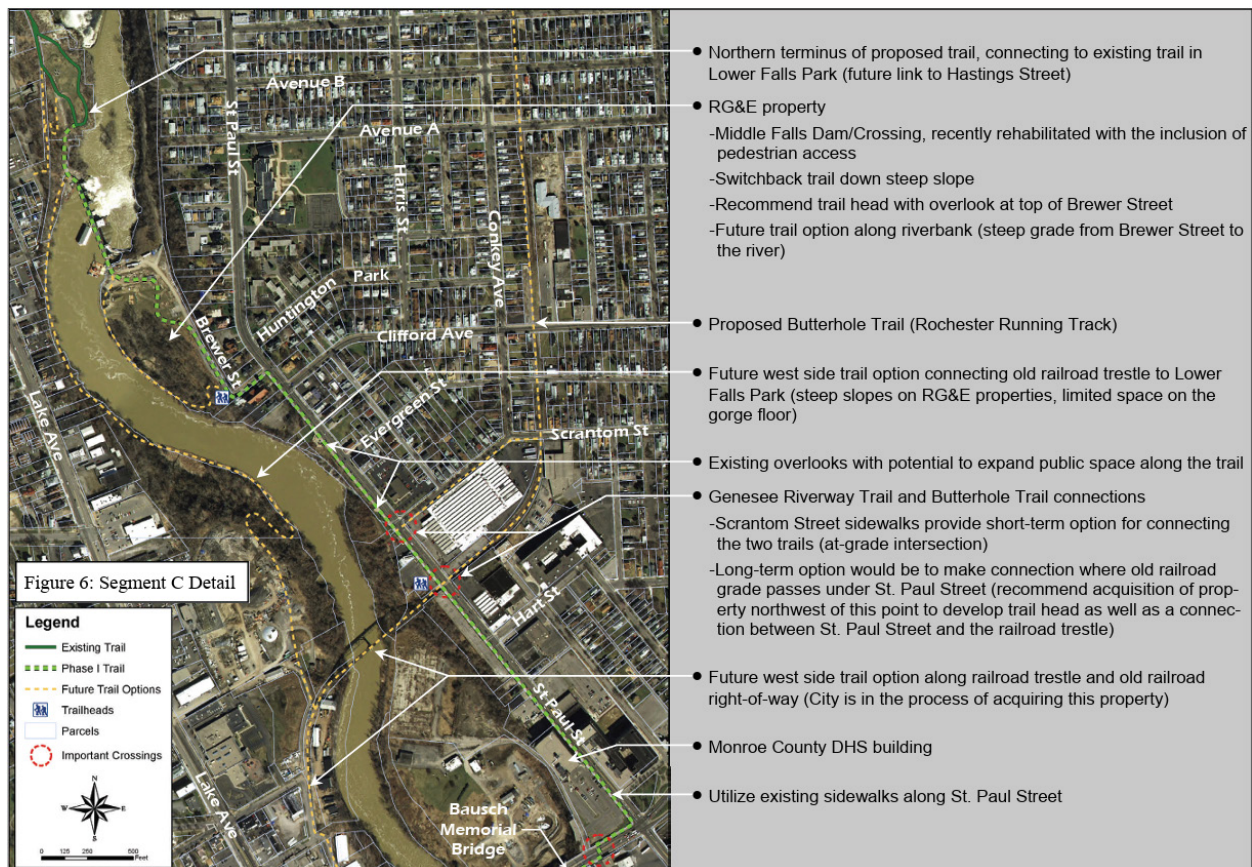 Avenue B
Avenue A
St Paul St
Harris St
Conkey Ave
Huntington
Park
Clifford Ave
Brewer St
Evergreen St
Scrantom St
Lake Ave
Hart St
St Paul St
Lake Ave
Bausch
Memorial
Bridge
Figure 6: Segment C Detail
Legend
Existing Trail
Phase I Trail
Future Trail Options
Trailheads
Parcels
Important Crossings
N
W
E
S
0 125 250 500
Feet
• Northern terminus of proposed trail, connecting to existing trail in
Lower Falls Park (future link to Hastings Street)
• RG&E property
-Middle Falls Dam/Crossing, recently rehabilitated with the inclusion of
pedestrian access
-Switchback trail down steep slope
-Recommend trail head with overlook at top of Brewer Street
-Future trail option along riverbank (steep grade from Brewer Street to
the river)
• Proposed Butterhole Trail (Rochester Running Track)
• Future west side trail option connecting old railroad trestle to Lower
Falls Park (steep slopes on RG&E properties, limited space on the
gorge floor)
• Existing overlooks with potential to expand public space along the trail
• Genesee Riverway Trail and Butterhole Trail connections
-Scrantom Street sidewalks provide short-term option for connecting
the two trails (at-grade intersection)
-Long-term option would be to make connection where old railroad
grade passes under St. Paul Street (recommend acquisition of prop-
erty northwest of this point to develop trail head as well as a connec-
tion between St. Paul Street and the railroad trestle)
• Future west side trail option along railroad trestle and old railroad
right-of-way (City is in the process of acquiring this property)
• Monroe County DHS building
• Utilize existing sidewalks along St. Paul Street